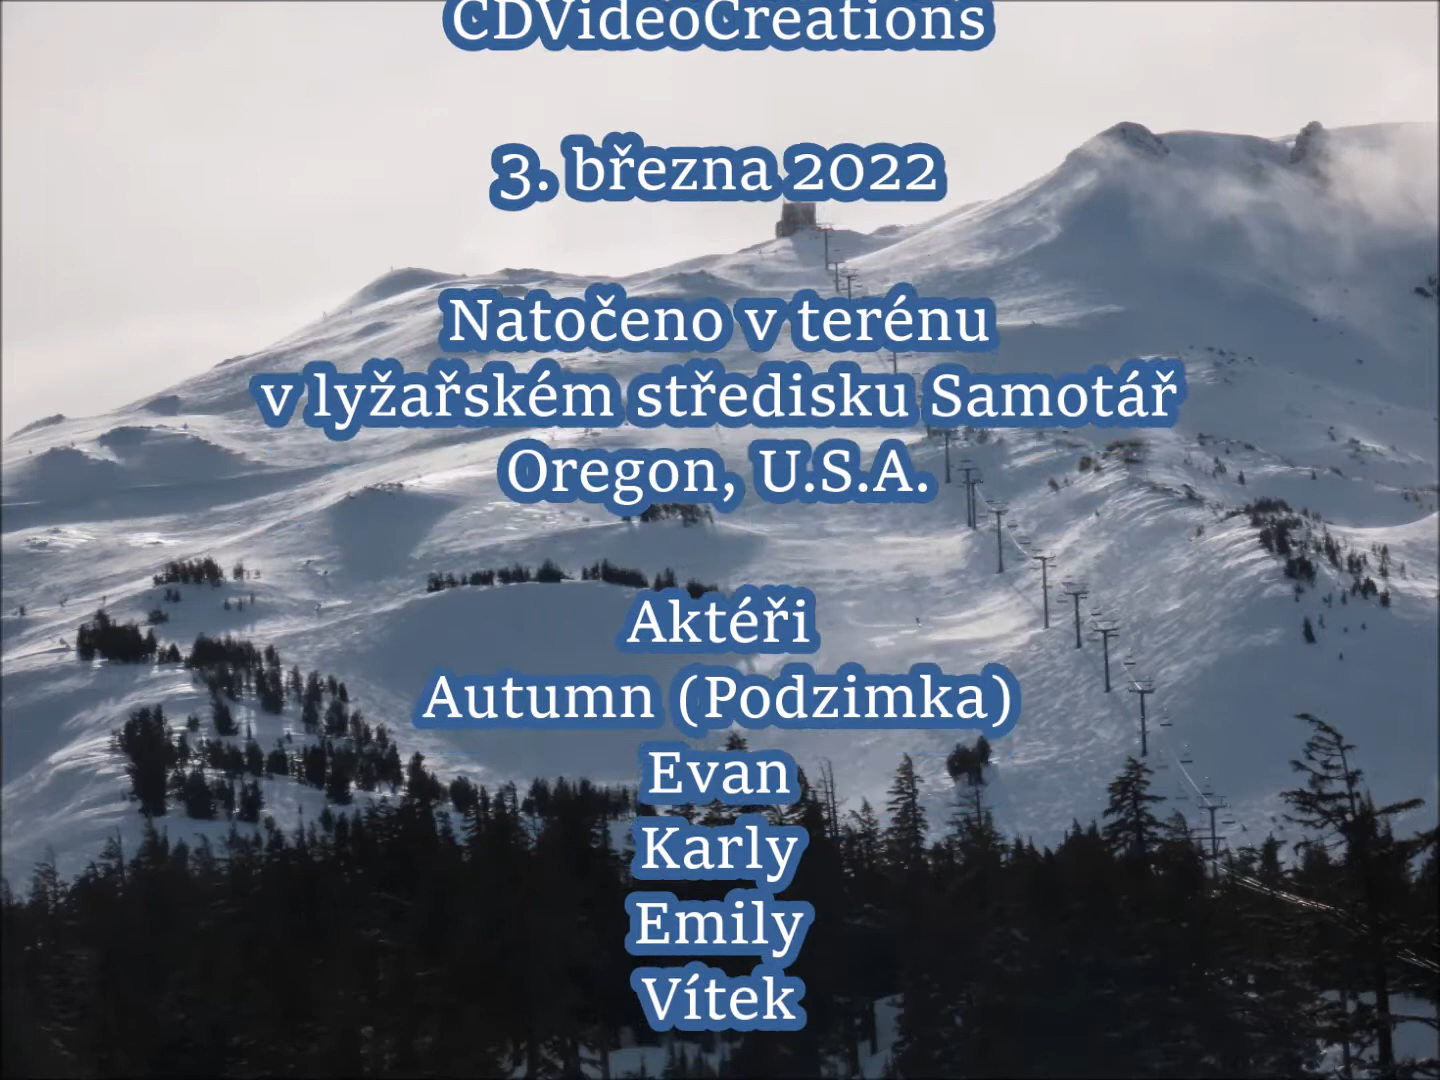 CDVideoCreations
3. března 2022
Natočeno v terénu
v lyžařském středisku Samotář
Oregon, U.S.A.
Aktéři
Autumn (Podzimka)
Evan
Karly
Emily
Vítek